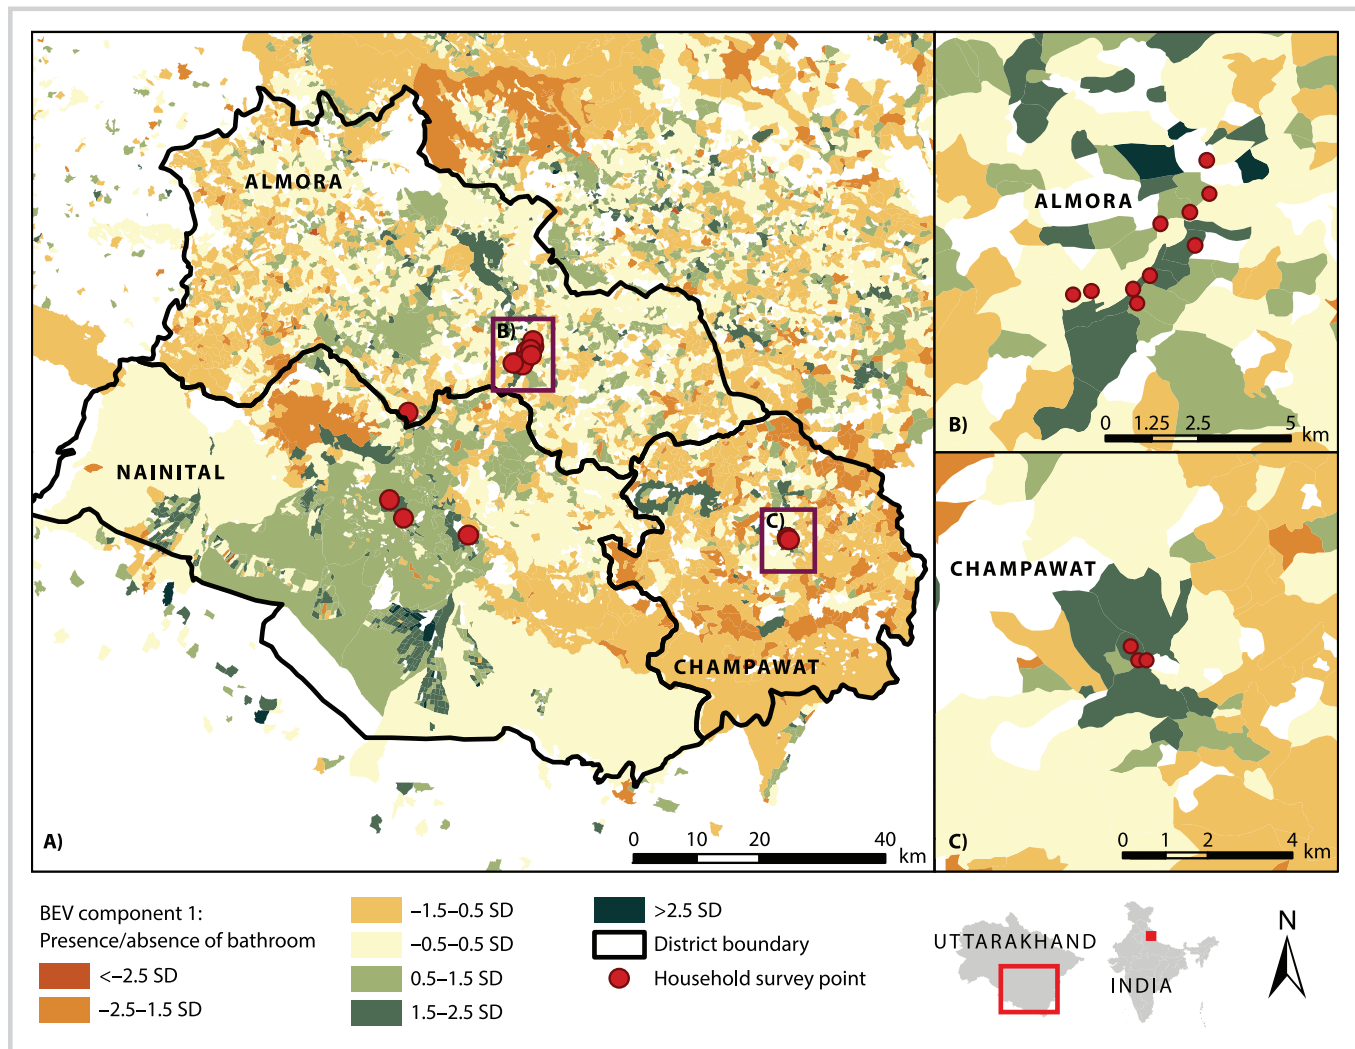 ALMORA
B)
NAINITAL
C)
CHAMPAWAT
A)
0 10 20 40
km
ALMORA
0 1.25 2.5 5
km
B)
CHAMPAWAT
0 1 2 4
km
C)
BEV component 1:
Presence/absence of bathroom
<–2.5 SD
–2.5–1.5 SD
–1.5–0.5 SD
–0.5–0.5 SD
0.5–1.5 SD
1.5–2.5 SD
>2.5 SD
District boundary
Household survey point
UTTARAKHAND
INDIA
N